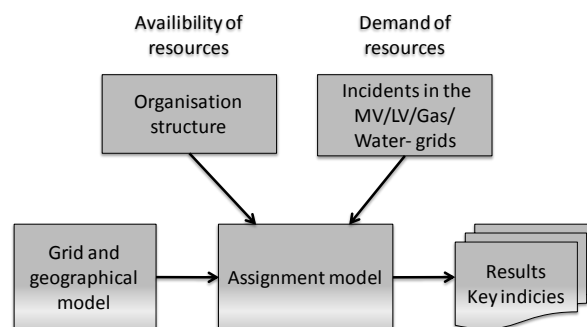 Availibility of
resources
Demand of
resources
Organisation
structure
Incidents in the
MV/LV/Gas/
Water- grids
Grid and
geographical
model
Assignment model
Results
Key indicies